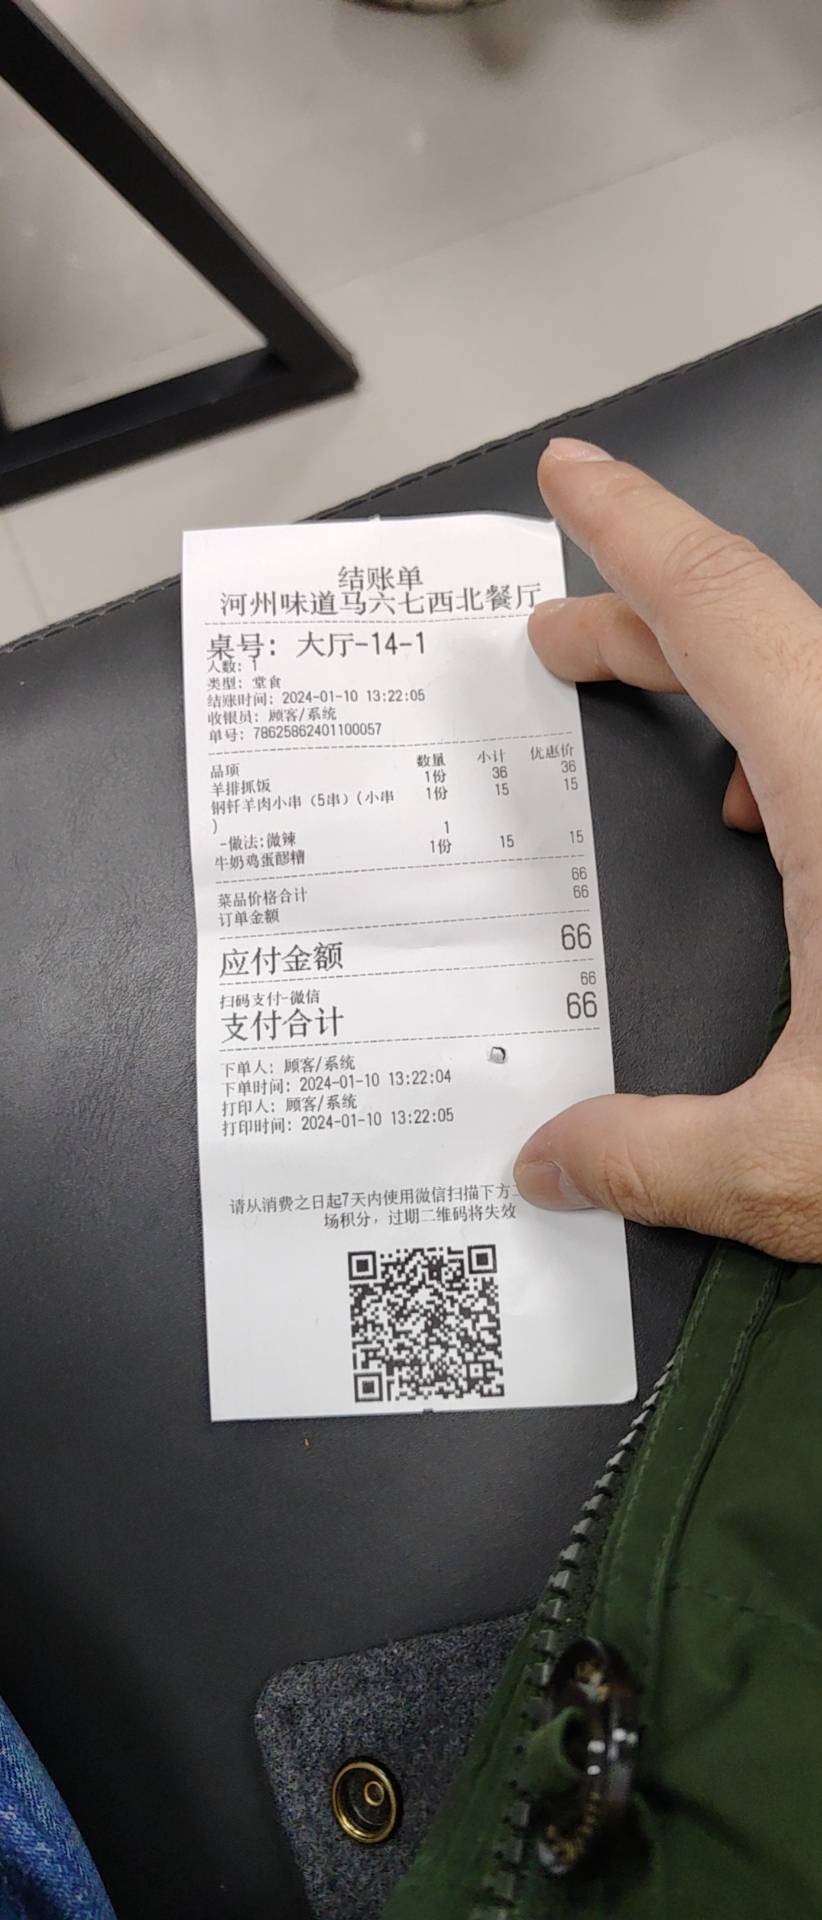 结账单
河州味道马六七西北餐厅
桌号: 大厅-14-1
人数: 1
类型: 堂食
结账时间: 2024-01-10 13:22:05
收银员: 顾客/系统
单号: 78625862401100057
品项 数量 小计 优惠价
羊排抓饭 1份 36 36
钢钎羊肉小串（5串）(小串 1份 15 15
)
-做法:微辣 1
牛奶鸡蛋醪糟 1份 15 15
菜品价格合计 66
订单金额 66
应付金额 66
扫码支付-微信 66
支付合计 66
下单人: 顾客/系统
下单时间: 2024-01-10 13:22:04
打印人: 顾客/系统
打印时间: 2024-01-10 13:22:05
请从消费之日起7天内使用微信扫描下方
场积分，过期二维码将失效